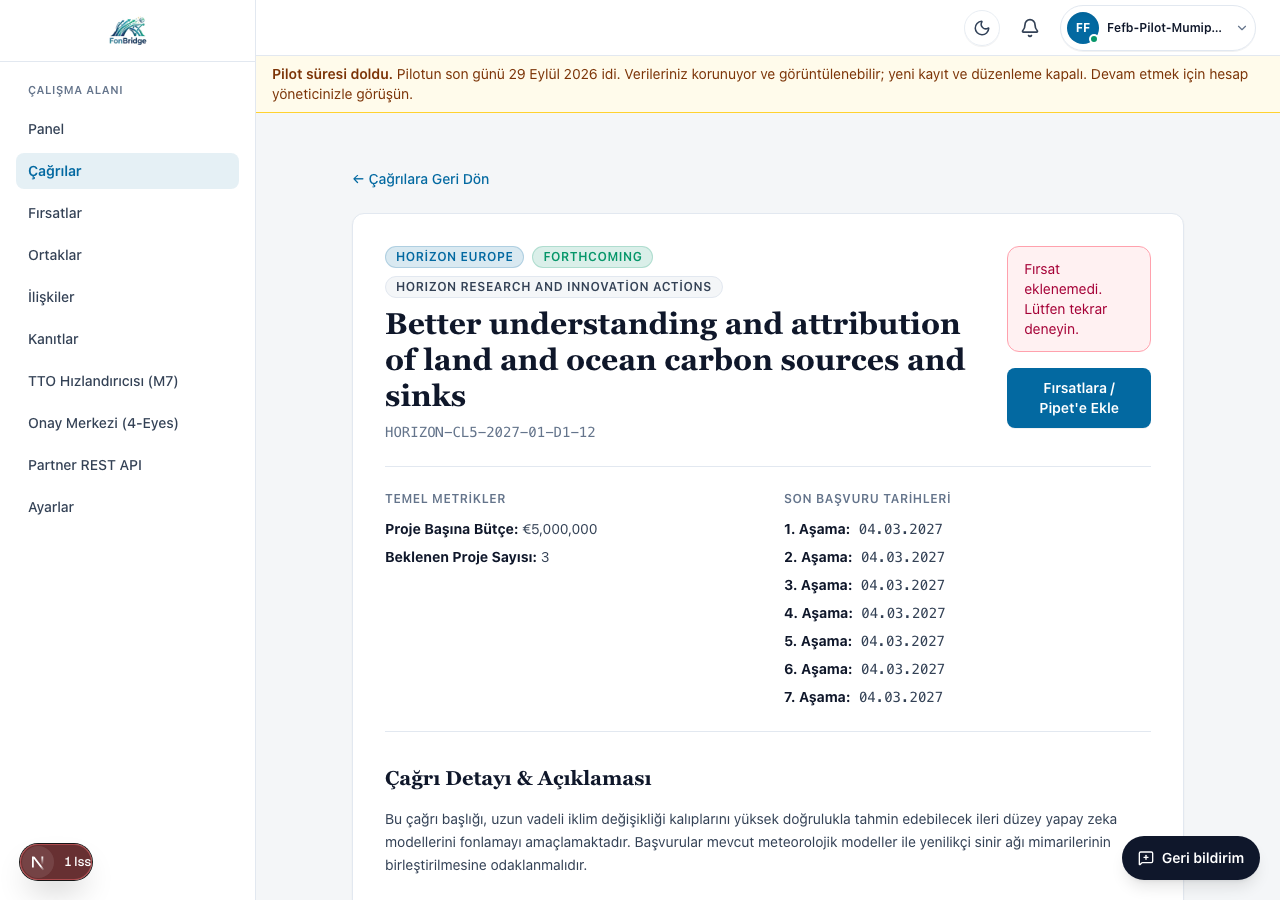 FonBridge
FF
Fefb-Pilot-Mumip...
ÇALIŞMA ALANI
Panel
Çağrılar
Fırsatlar
Ortaklar
İlişkiler
Kanıtlar
TTO Hızlandırıcısı (M7)
Onay Merkezi (4-Eyes)
Partner REST API
Ayarlar
N
1 Iss
Pilot süresi doldu. Pilotun son günü 29 Eylül 2026 idi. Verileriniz korunuyor ve görüntülenebilir; yeni kayıt ve düzenleme kapalı. Devam etmek için hesap
yöneticinizle görüşün.
← Çağrılara Geri Dön
HORİZON EUROPE
FORTHCOMING
HORIZON RESEARCH AND INNOVATİON ACTİONS
Better understanding and attribution
of land and ocean carbon sources and
sinks
HORIZON-CL5-2027-01-D1-12
Fırsat
eklenemedi.
Lütfen tekrar
deneyin.
Fırsatlara /
Pipet'e Ekle
TEMEL METRİKLER
Proje Başına Bütçe: €5,000,000
Beklenen Proje Sayısı: 3
SON BAŞVURU TARİHLERİ
1. Aşama: 04.03.2027
2. Aşama: 04.03.2027
3. Aşama: 04.03.2027
4. Aşama: 04.03.2027
5. Aşama: 04.03.2027
6. Aşama: 04.03.2027
7. Aşama: 04.03.2027
Çağrı Detayı & Açıklaması
Bu çağrı başlığı, uzun vadeli iklim değişikliği kalıplarını yüksek doğrulukla tahmin edebilecek ileri düzey yapay zeka
modellerini fonlamayı amaçlamaktadır. Başvurular mevcut meteorolojik modeller ile yenilikçi sinir ağı mimarilerinin
birleştirilmesine odaklanmalıdır.
Geri bildirim